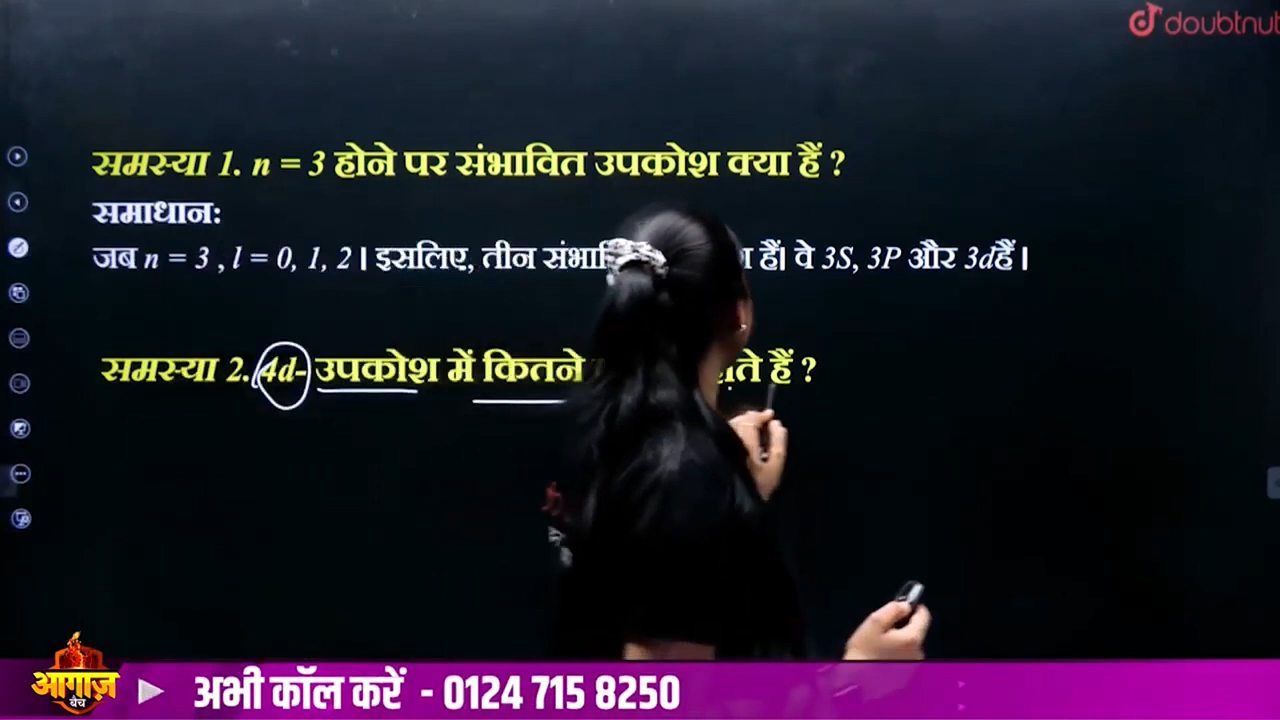 doubtnut
समस्या 1. n = 3 होने पर संभावित उपकोश क्या हैं ?
समाधान:
जब n = 3 , l = 0, 1, 2 | इसलिए, तीन हैं| वे 3S, 3P और 3dहैं |
समस्या 2. 4d- उपकोश में कितने हैं ?
आगाज़
बैच
अभी कॉल करें - 0124 715 8250